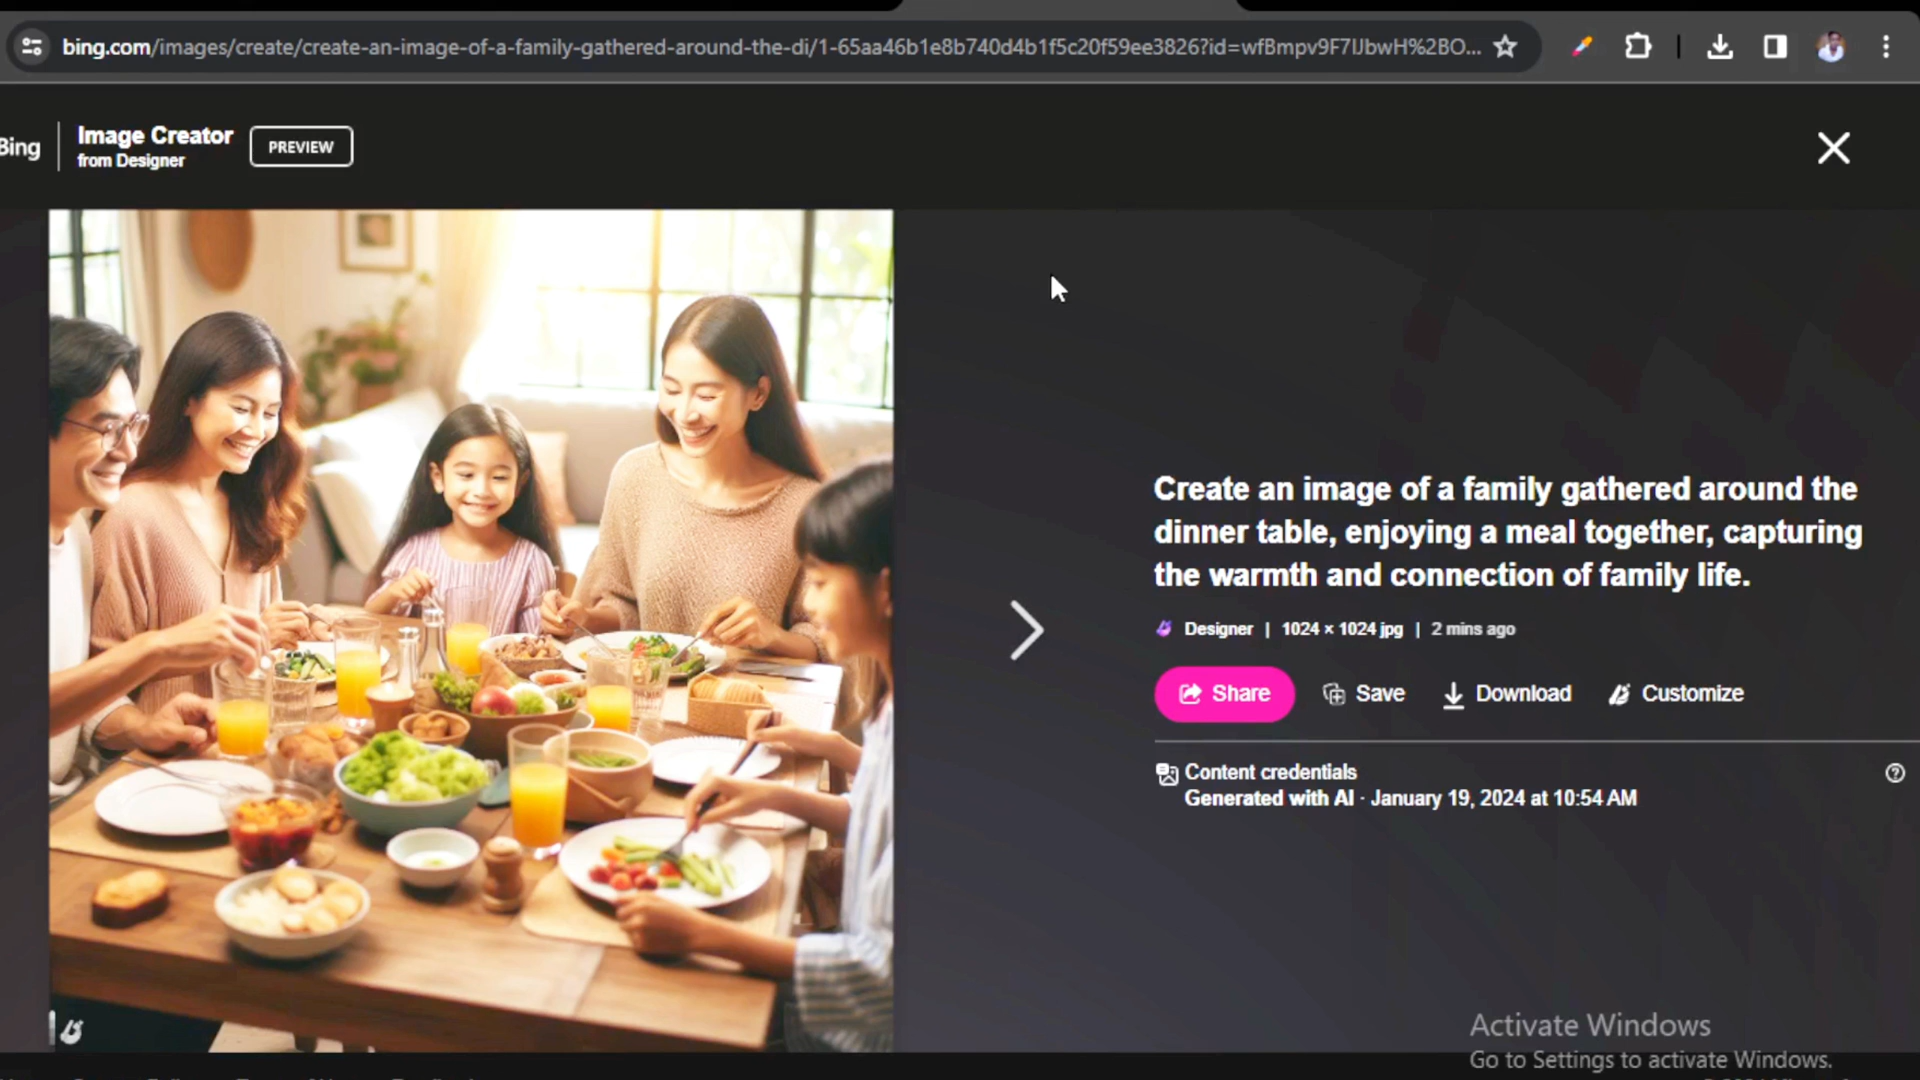 bing.com/images/create/create-an-image-of-a-family-gathered-around-the-di/1-65aa46b1e8b740d4b1f5c20f59ee3826?id=wfBmpv9F7IJbwH%2BO...
Bing
Image Creator
from Designer
PREVIEW
Create an image of a family gathered around the
dinner table, enjoying a meal together, capturing
the warmth and connection of family life.
Designer | 1024 × 1024 jpg | 2 mins ago
Share Save Download Customize
Content credentials
Generated with AI · January 19, 2024 at 10:54 AM
Activate Windows
Go to Settings to activate Windows.